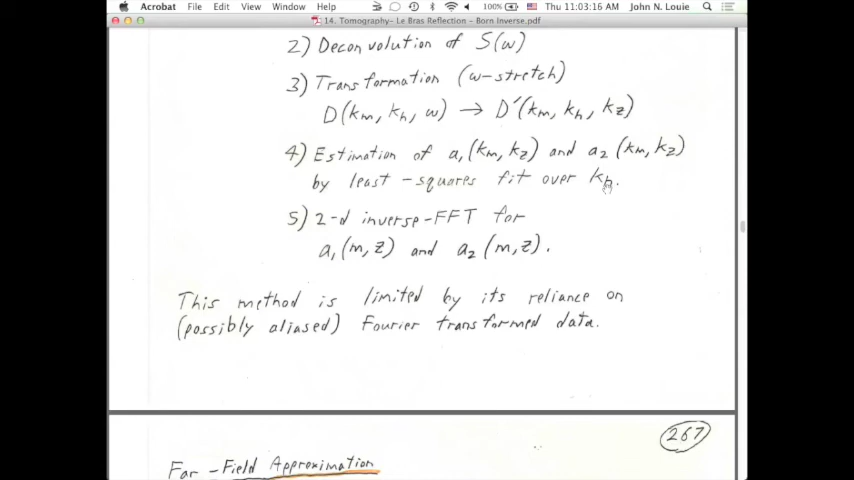 Acrobat File Edit View Window Help 100% Thu 11:03:16 AM John N. Louie
14. Tomography– Le Bras Reflection - Born Inverse.pdf
2) Deconvolution of S(ω)
3) Transformation (ω-stretch)
D(km, kh, ω) → D'(km, kh, kz)
4) Estimation of a₁(km, kz) and a₂(km, kz)
by least-squares fit over kh.
5) 2-d inverse-FFT for
a₁(m, z) and a₂(m, z).
This method is limited by its reliance on
(possibly aliased) Fourier transformed data.
267
Far-Field Approximation